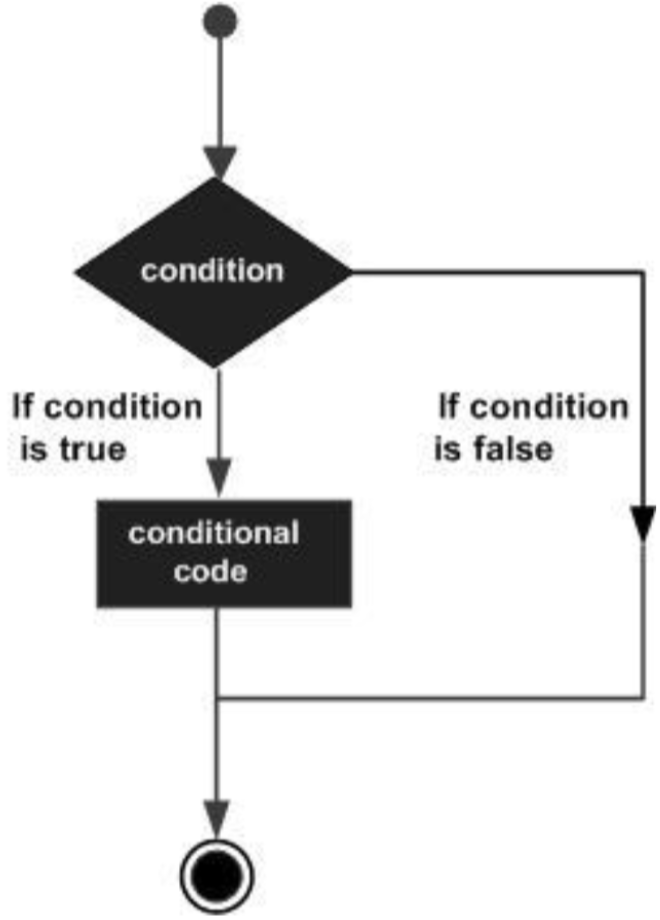 condition
If condition
is true
If condition
is false
conditional
code